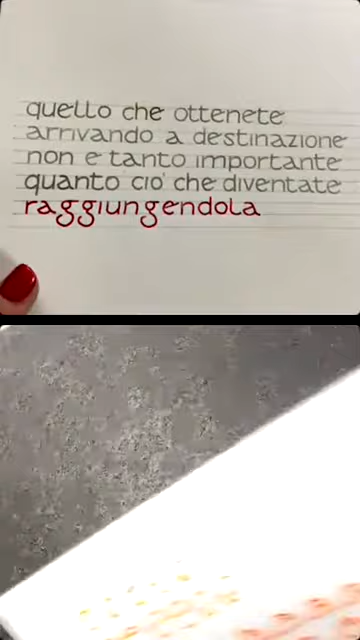 quello che ottenete
arrivando a destinazione
non e' tanto importante
quanto ciò che diventate
raggiungendola